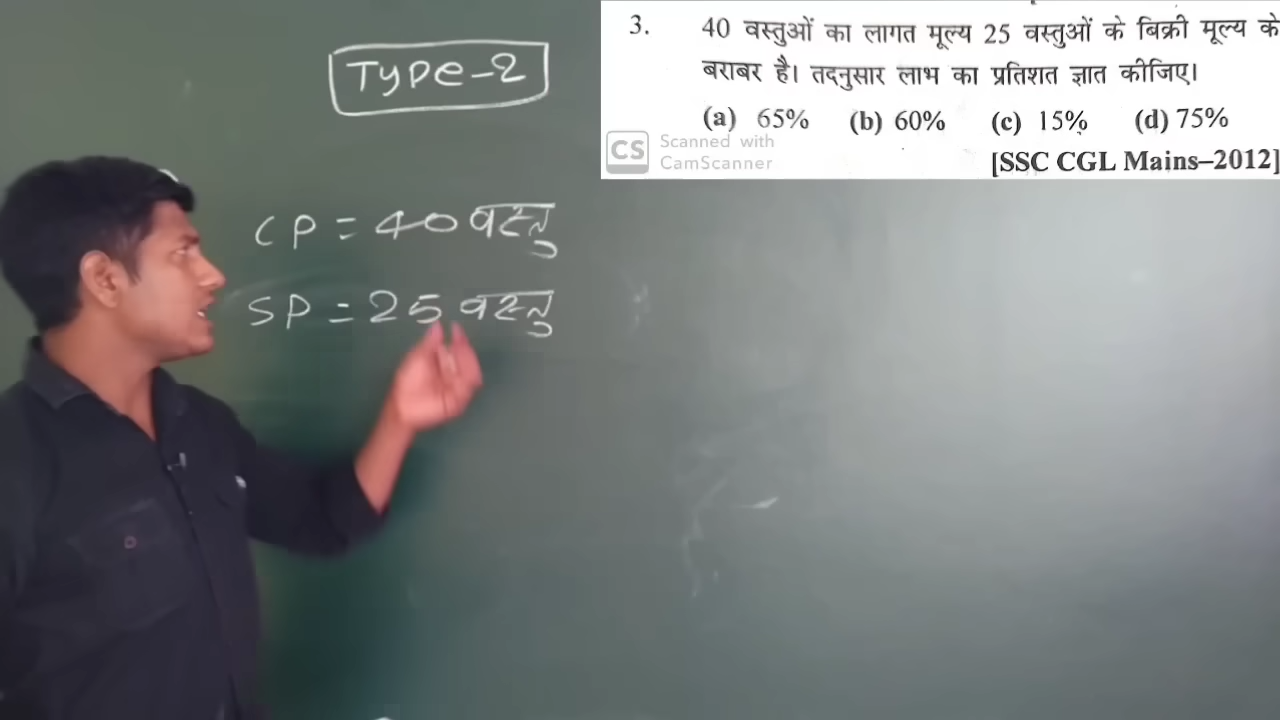 TYPe-2
3. 40 वस्तुओं का लागत मूल्य 25 वस्तुओं के बिक्री मूल्य के
बराबर है। तदनुसार लाभ का प्रतिशत ज्ञात कीजिए।
(a) 65% (b) 60% (c) 15% (d) 75%
[SSC CGL Mains–2012]
CS Scanned with
CamScanner
CP = 40 वस्तु
SP = 25 वस्तु